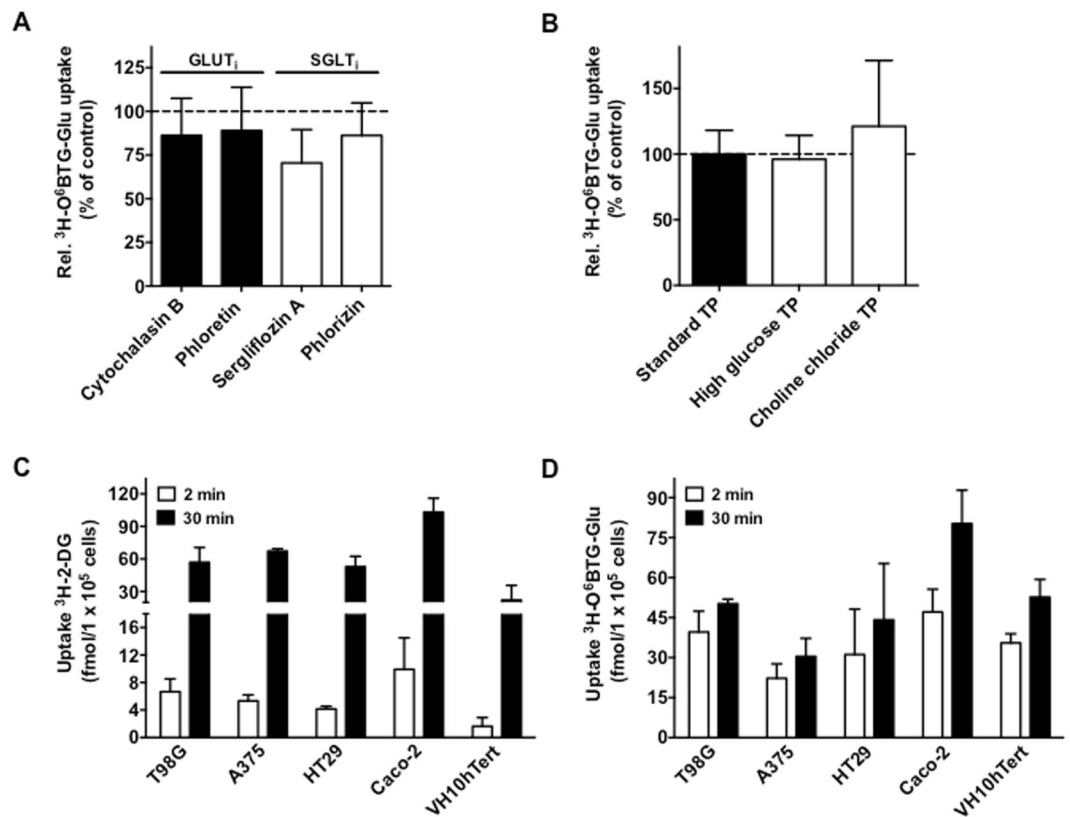 A
Rel. ³H-O⁶BTG-Glu uptake
(% of control)
GLUTᵢ
SGLTᵢ
125
100
75
50
25
0
Cytochalasin B
Phloretin
Sergliflozin A
Phlorizin
B
Rel. ³H-O⁶BTG-Glu uptake
(% of control)
150
100
50
0
Standard TP
High glucose TP
Choline chloride TP
C
Uptake ³H-2-DG
(fmol/1 x 10⁵ cells)
2 min
30 min
120
90
60
30
16
12
8
4
0
T98G
A375
HT29
Caco-2
VH10hTert
D
Uptake ³H-O⁶BTG-Glu
(fmol/1 x 10⁵ cells)
2 min
30 min
90
75
60
45
30
15
0
T98G
A375
HT29
Caco-2
VH10hTert